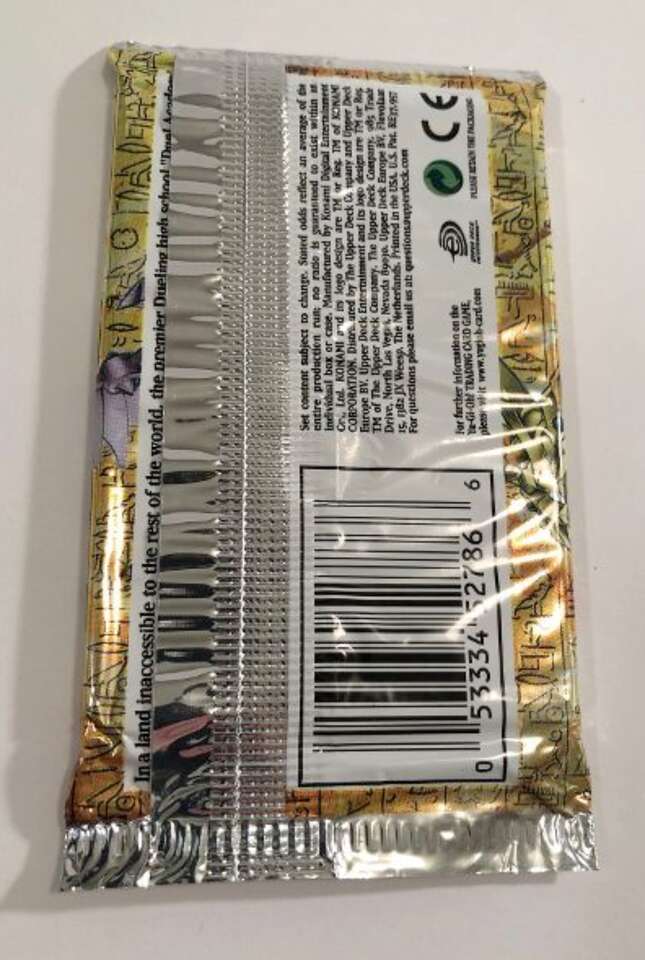 In a land inaccessible to the rest of the world, the premier Dueling high school "Duel Academy
Set content subject to change. Stated odds reflect an average of the
entire production run; no ratio is guaranteed to exist within an
individual box or case. Manufactured by Konami Digital Entertainment
Co., Ltd. KONAMI and its logo design are TM or Reg. TM of KONAMI
CORPORATION. Distributed by The Upper Deck Company and Upper Deck
Europe BV. Upper Deck Entertainment and its logo design are TM or Reg.
TM of The Upper Deck Company. The Upper Deck Company, 985 Trade
Drive, North Las Vegas, Nevada 89030. Upper Deck Europe BV, Flevolaan
15, 1382 JX Weesp, The Netherlands. Printed in the USA. U.S. Pat. RE37,957
For questions please email us at: questions@upperdeck.com
For further information on the
Yu-Gi-Oh! TRADING CARD GAME,
please visit www.yugioh-card.com
UPPER DECK
ENTERTAINMENT
CE
PLEASE RETAIN THE PACKAGING
0 53334 52786 6